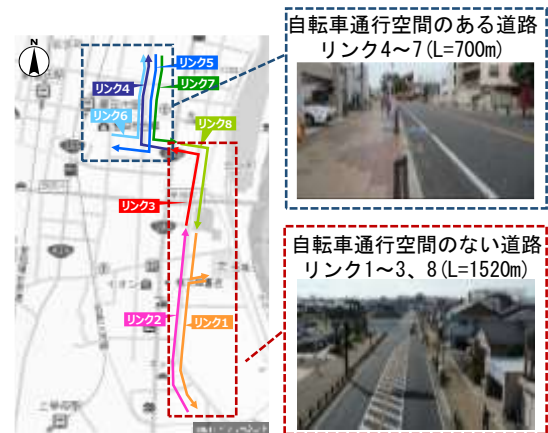 N
リンク5
リンク4
リンク7
リンク6
リンク8
リンク3
リンク2
リンク1
イオン
自転車通行空間のある道路
リンク4～7(L=700m)
自転車通行空間のない道路
リンク1～3、8(L=1520m)